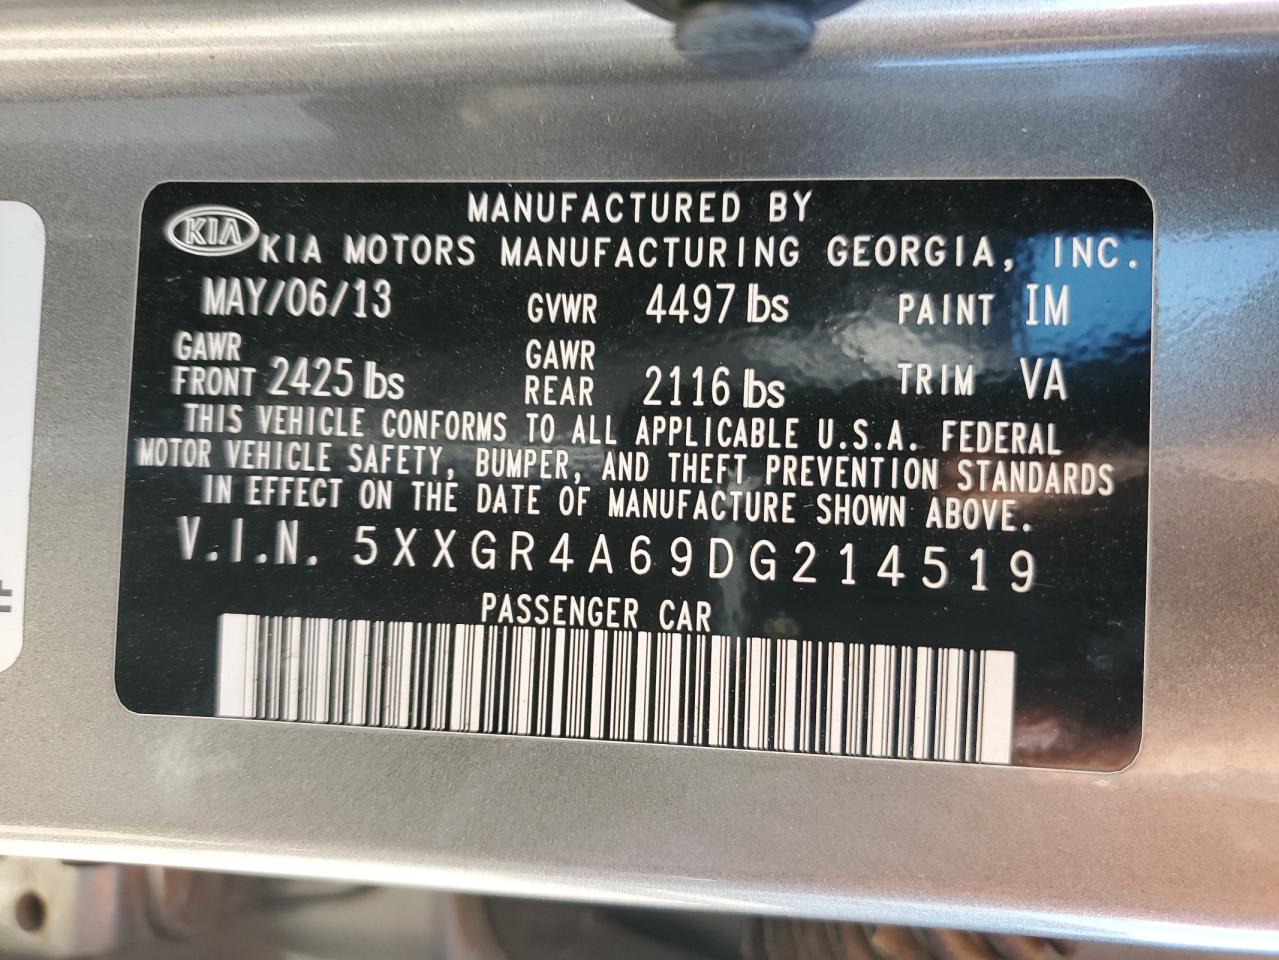 MANUFACTURED BY
KIA KIA MOTORS MANUFACTURING GEORGIA, INC.
MAY/06/13 GVWR 4497 lbs PAINT IM
GAWR FRONT 2425 lbs GAWR REAR 2116 lbs TRIM VA
THIS VEHICLE CONFORMS TO ALL APPLICABLE U.S.A. FEDERAL
MOTOR VEHICLE SAFETY, BUMPER, AND THEFT PREVENTION STANDARDS
IN EFFECT ON THE DATE OF MANUFACTURE SHOWN ABOVE.
V.I.N. 5XXGR4A69DG214519
PASSENGER CAR